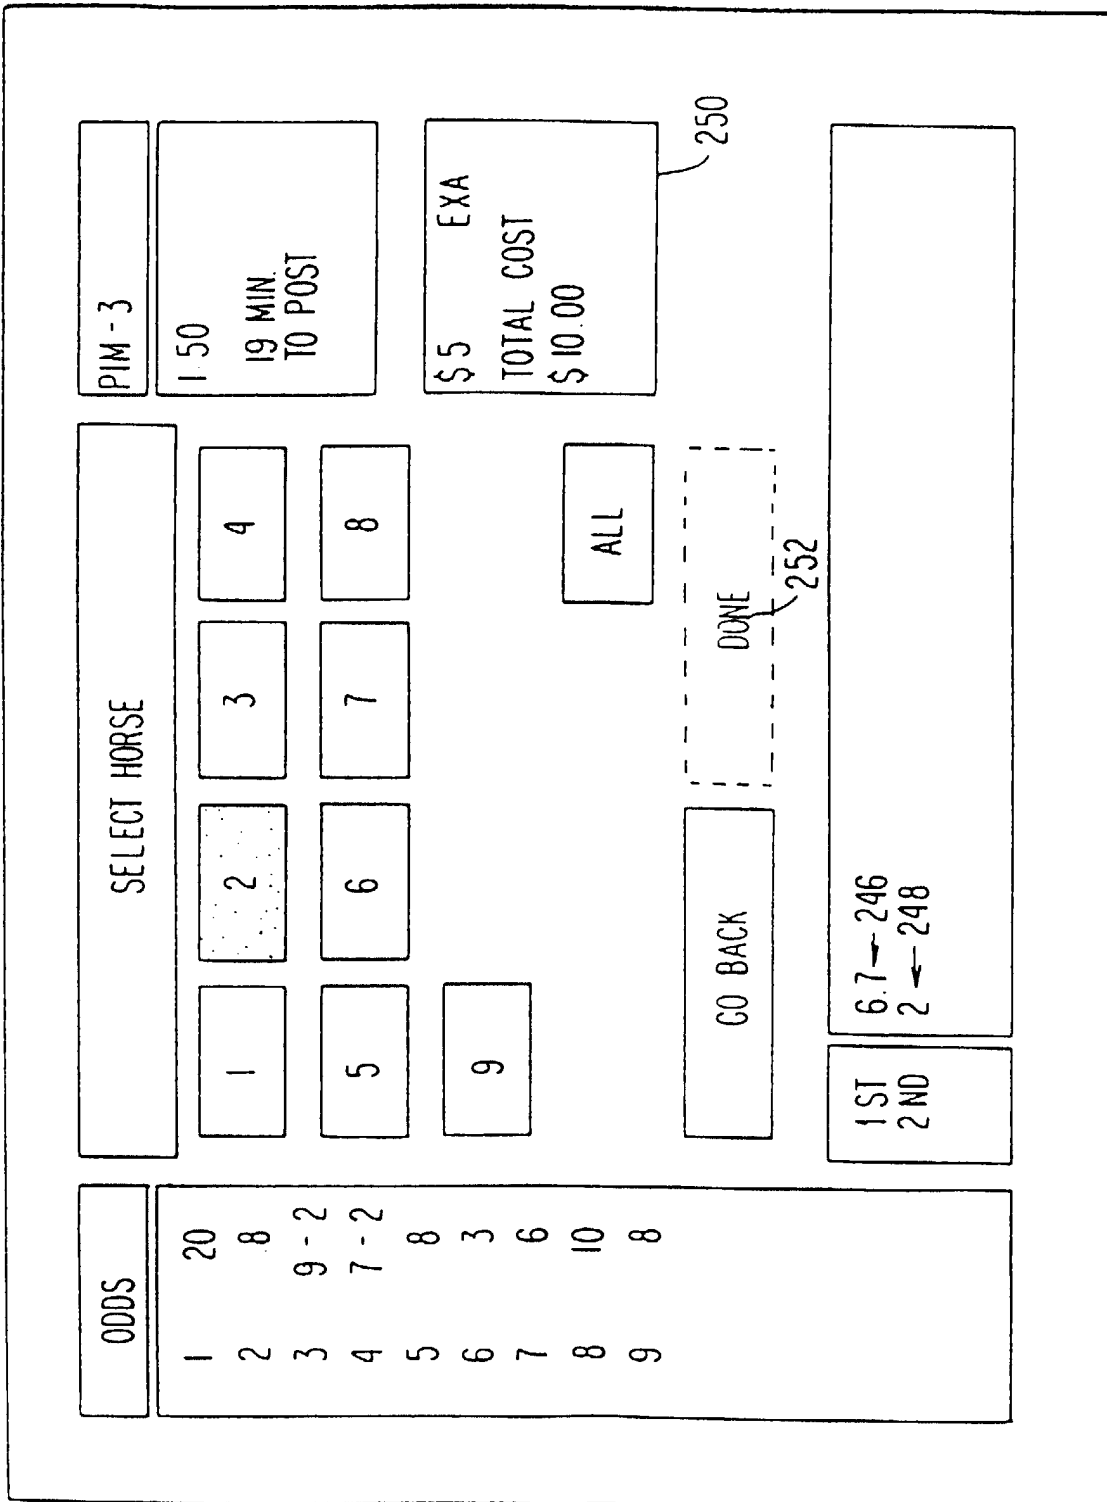 ODDS
1 20
2 8
3 9-2
4 7-2
5 8
6 3
7 6
8 10
9 8
SELECT HORSE
1 2 3 4
5 6 7 8
9
ALL
GO BACK
DONE
252
PIM-3
1:50
19 MIN.
TO POST
$5 EXA
TOTAL COST
$10.00
250
1ST
2ND
6.7 246
2 248